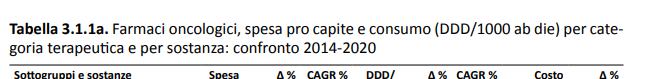 Tabella 3.1.1a. Farmaci oncologici, spesa pro capite e consumo (DDD/1000 ab die) per cate-
goria terapeutica e per sostanza: confronto 2014-2020
Sottogruppi e sostanze Spesa Δ % CAGR % DDD/ Δ % CAGR % Costo Δ %